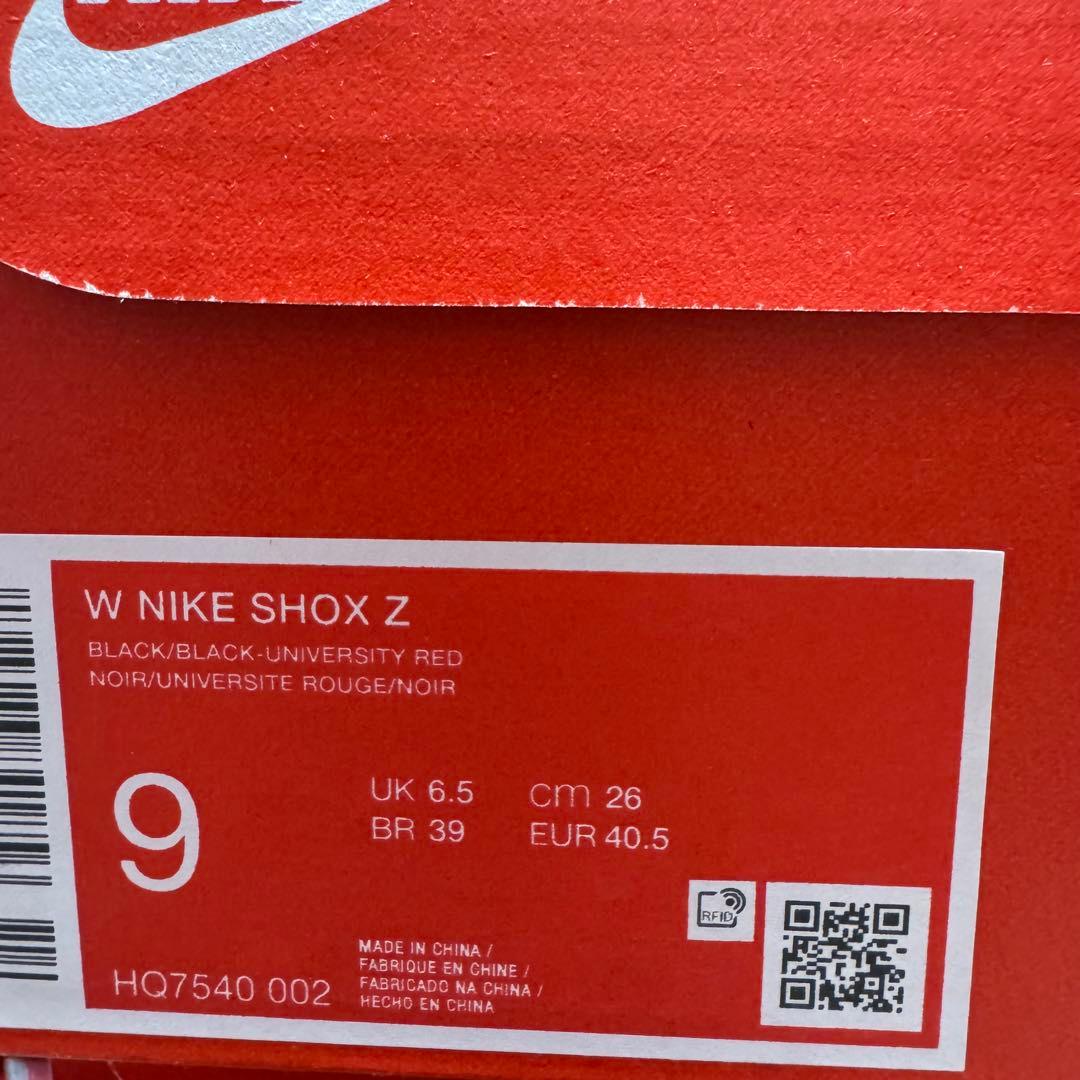 W NIKE SHOX Z
BLACK/BLACK-UNIVERSITY RED
NOIR/UNIVERSITE ROUGE/NOIR
9
UK 6.5 cm 26
BR 39 EUR 40.5
RFID
MADE IN CHINA /
FABRIQUE EN CHINE /
FABRICADO NA CHINA /
HECHO EN CHINA
HQ7540 002